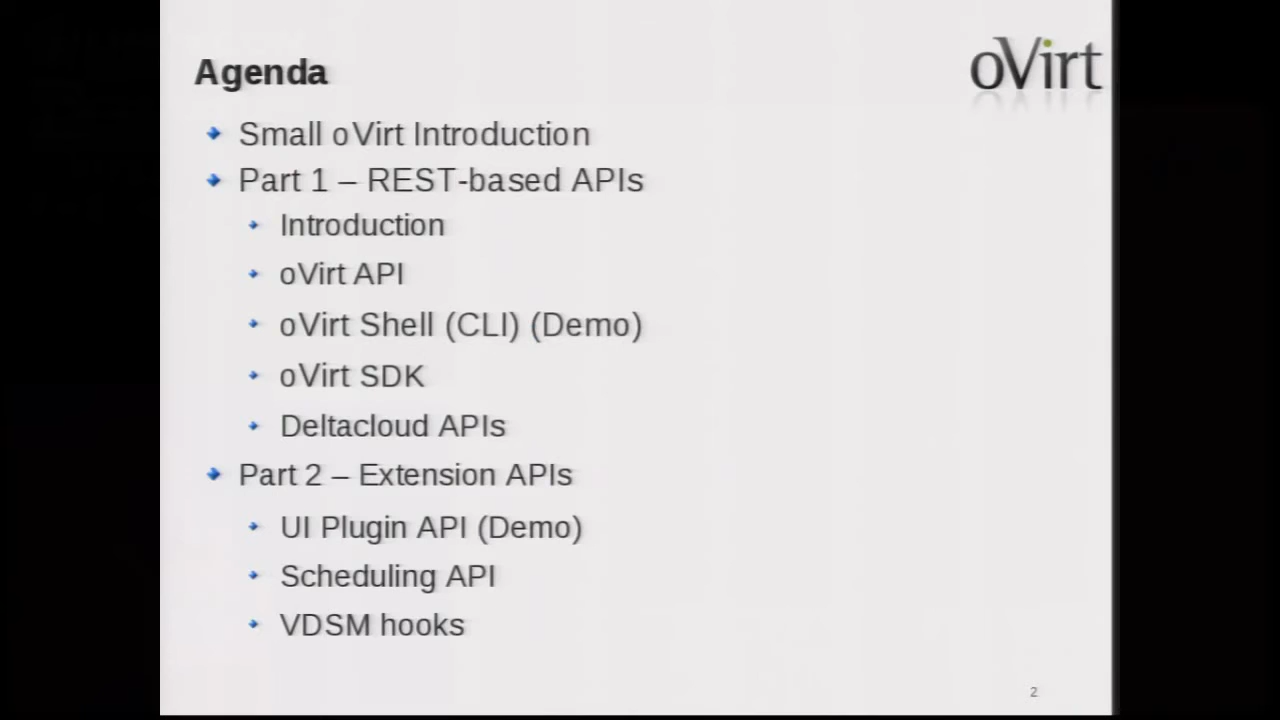 Agenda
oVirt
Small oVirt Introduction
Part 1 – REST-based APIs
Introduction
oVirt API
oVirt Shell (CLI) (Demo)
oVirt SDK
Deltacloud APIs
Part 2 – Extension APIs
UI Plugin API (Demo)
Scheduling API
VDSM hooks
2